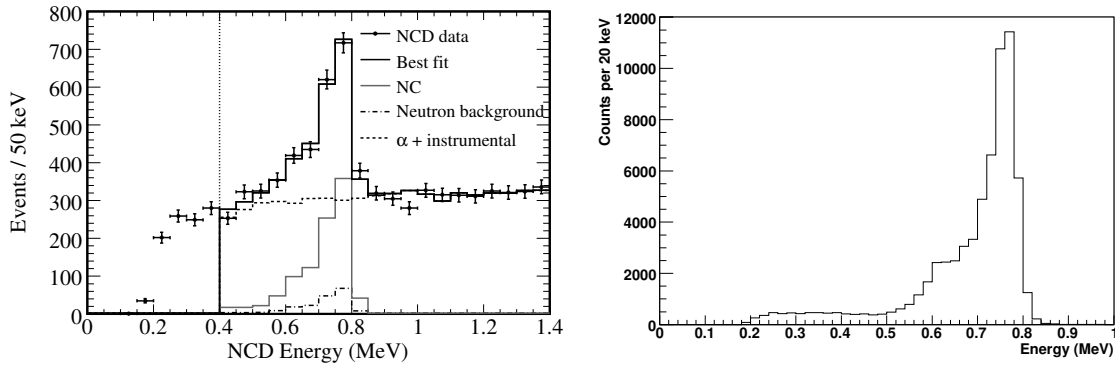 800
700
600
500
400
300
200
100
0
Events / 50 keV
NCD data
Best fit
NC
Neutron background
α + instrumental
0 0.2 0.4 0.6 0.8 1 1.2 1.4
NCD Energy (MeV)
12000
10000
8000
6000
4000
2000
0
Counts per 20 keV
0 0.1 0.2 0.3 0.4 0.5 0.6 0.7 0.8 0.9 1
Energy (MeV)